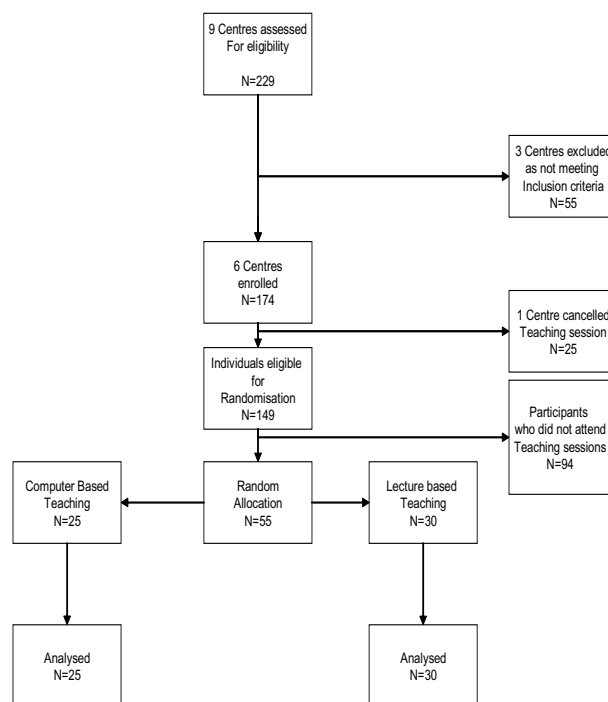 9 Centres assessed
For eligibility
N=229
3 Centres excluded
as not meeting
Inclusion criteria
N=55
6 Centres
enrolled
N=174
1 Centre cancelled
Teaching session
N=25
Individuals eligible
for
Randomisation
N=149
Participants
who did not attend
Teaching sessions
N=94
Computer Based
Teaching
N=25
Random
Allocation
N=55
Lecture based
Teaching
N=30
Analysed
N=25
Analysed
N=30